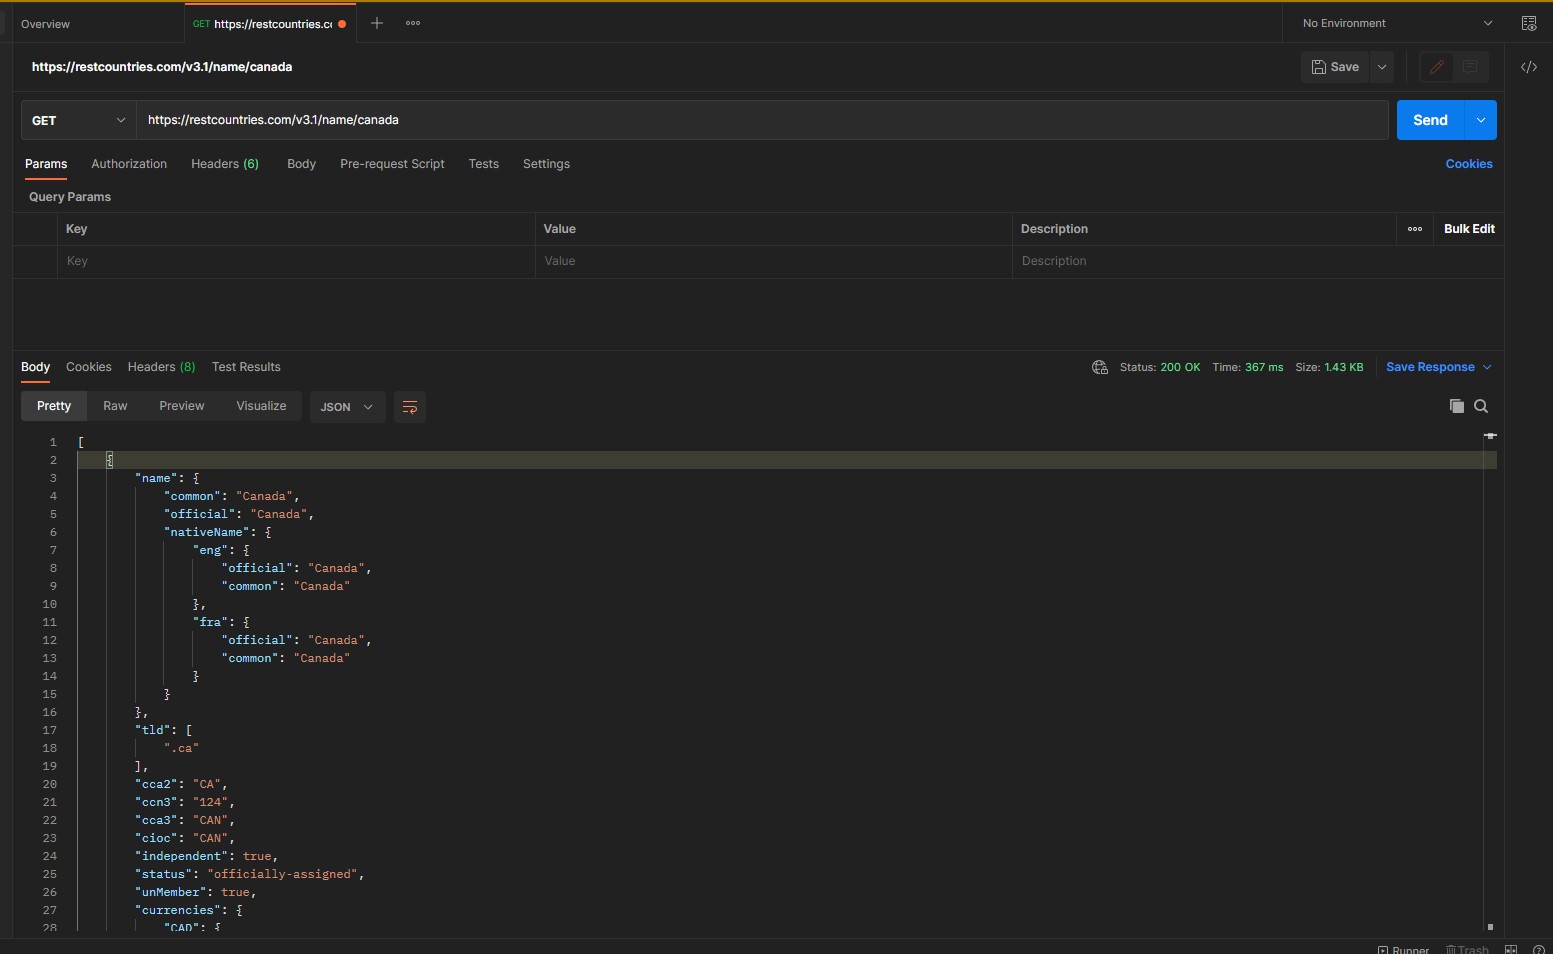 Overview
GET https://restcountries.cc
No Environment
https://restcountries.com/v3.1/name/canada
Save
GET
https://restcountries.com/v3.1/name/canada
Send
Params Authorization Headers (6) Body Pre-request Script Tests Settings
Cookies
Query Params
Key Value Description Bulk Edit
Key Value Description
Body Cookies Headers (8) Test Results
Status: 200 OK Time: 367 ms Size: 1.43 KB Save Response
Pretty Raw Preview Visualize JSON
1 [
2 {
3 "name": {
4 "common": "Canada",
5 "official": "Canada",
6 "nativeName": {
7 "eng": {
8 "official": "Canada",
9 "common": "Canada"
10 },
11 "fra": {
12 "official": "Canada",
13 "common": "Canada"
14 }
15 }
16 },
17 "tld": [
18 ".ca"
19 ],
20 "cca2": "CA",
21 "ccn3": "124",
22 "cca3": "CAN",
23 "cioc": "CAN",
24 "independent": true,
25 "status": "officially-assigned",
26 "unMember": true,
27 "currencies": {
28 "CAD": {
Runner Trash